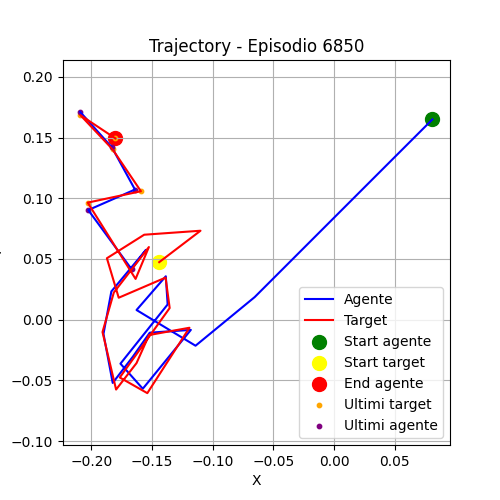 Trajectory - Episodio 6850
0.20
0.15
0.10
0.05
0.00
−0.05
−0.10
Agente
Target
Start agente
Start target
End agente
Ultimi target
Ultimi agente
−0.20
−0.15
−0.10
−0.05
0.00
0.05
X